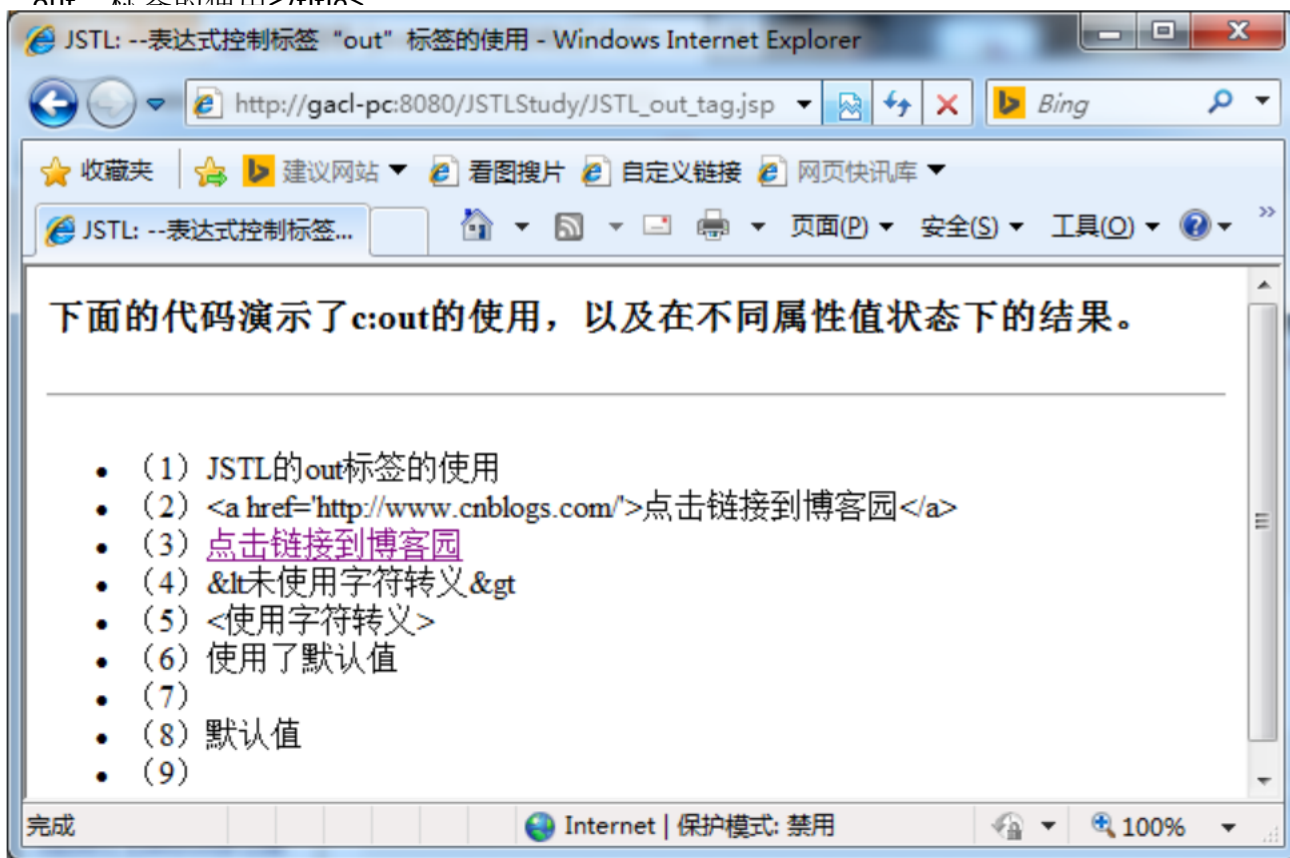 out" 标签的使用</title>
JSTL: --表达式控制标签“out”标签的使用 - Windows Internet Explorer
http://gacl-pc:8080/JSTLStudy/JSTL_out_tag.jsp Bing
收藏夹 建议网站 看图搜片 自定义链接 网页快讯库
JSTL: --表达式控制标签... 页面(P) 安全(S) 工具(O) »
下面的代码演示了c:out的使用，以及在不同属性值状态下的结果。
• （1）JSTL的out标签的使用
• （2）<a href='http://www.cnblogs.com/'>点击链接到博客园</a>
• （3）点击链接到博客园
• （4）&lt未使用字符转义&gt
• （5）<使用字符转义>
• （6）使用了默认值
• （7）
• （8）默认值
• （9）
完成 Internet | 保护模式: 禁用 100%